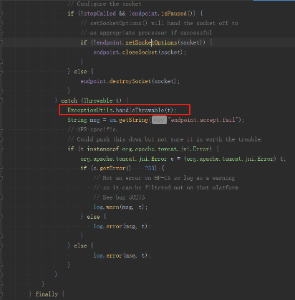 // Configure the socket
if (!stopCalled && !endpoint.isPaused()) {
// setSocketOptions() will hand the socket off to
// an appropriate processor if successful
if (!endpoint.setSocketOptions(socket)) {
endpoint.closeSocket(socket);
}
} else {
endpoint.destroySocket(socket);
}
} catch (Throwable t) {
ExceptionUtils.handleThrowable(t);
String msg = sm.getString( "endpoint.accept.fail");
// APR specific.
// Could push this down but not sure it is worth the trouble.
if (t instanceof org.apache.tomcat.jni.Error) {
org.apache.tomcat.jni.Error e = (org.apache.tomcat.jni.Error) t;
if (e.getError() == 233) {
// Not an error on HP-UX so log as a warning
// so it can be filtered out on that platform
// See bug 50273
log.warn(msg, t);
} else {
log.error(msg, t);
}
} else {
log.error(msg, t);
}
}
} finally {